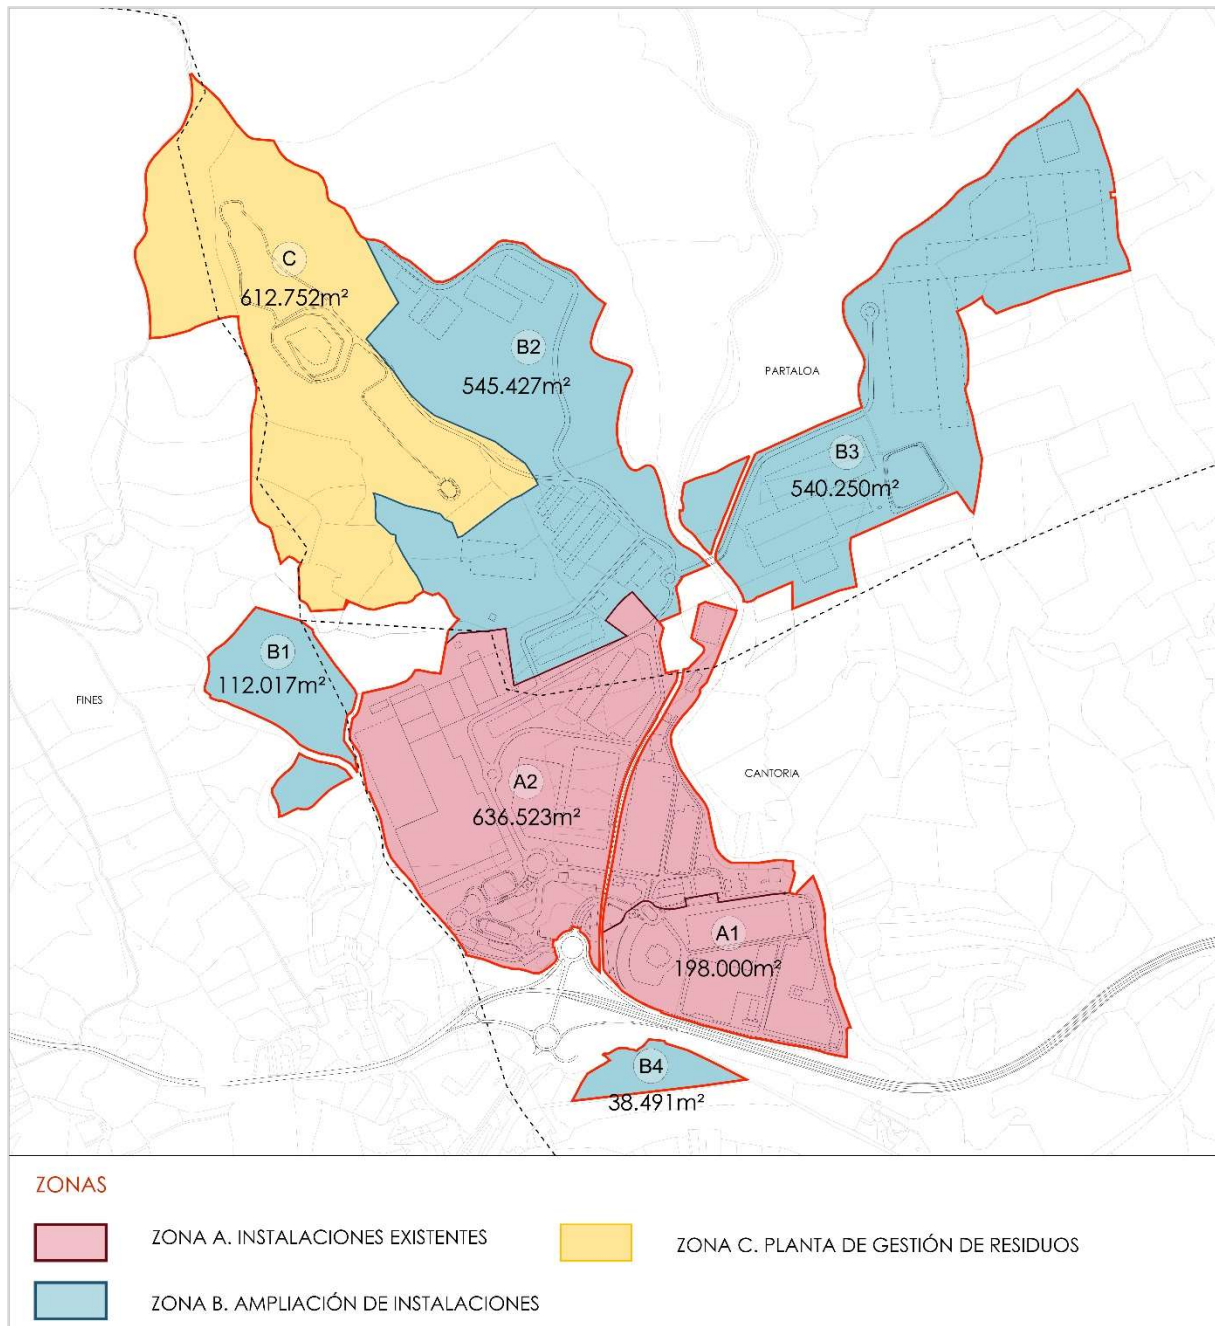 C
612.752m²
B2
545.427m²
PARTALOA
B3
540.250m²
B1
112.017m²
FINES
A2
636.523m²
CANTORIA
A1
198.000m²
B4
38.491m²
ZONAS
ZONA A. INSTALACIONES EXISTENTES
ZONA C. PLANTA DE GESTIÓN DE RESIDUOS
ZONA B. AMPLIACIÓN DE INSTALACIONES